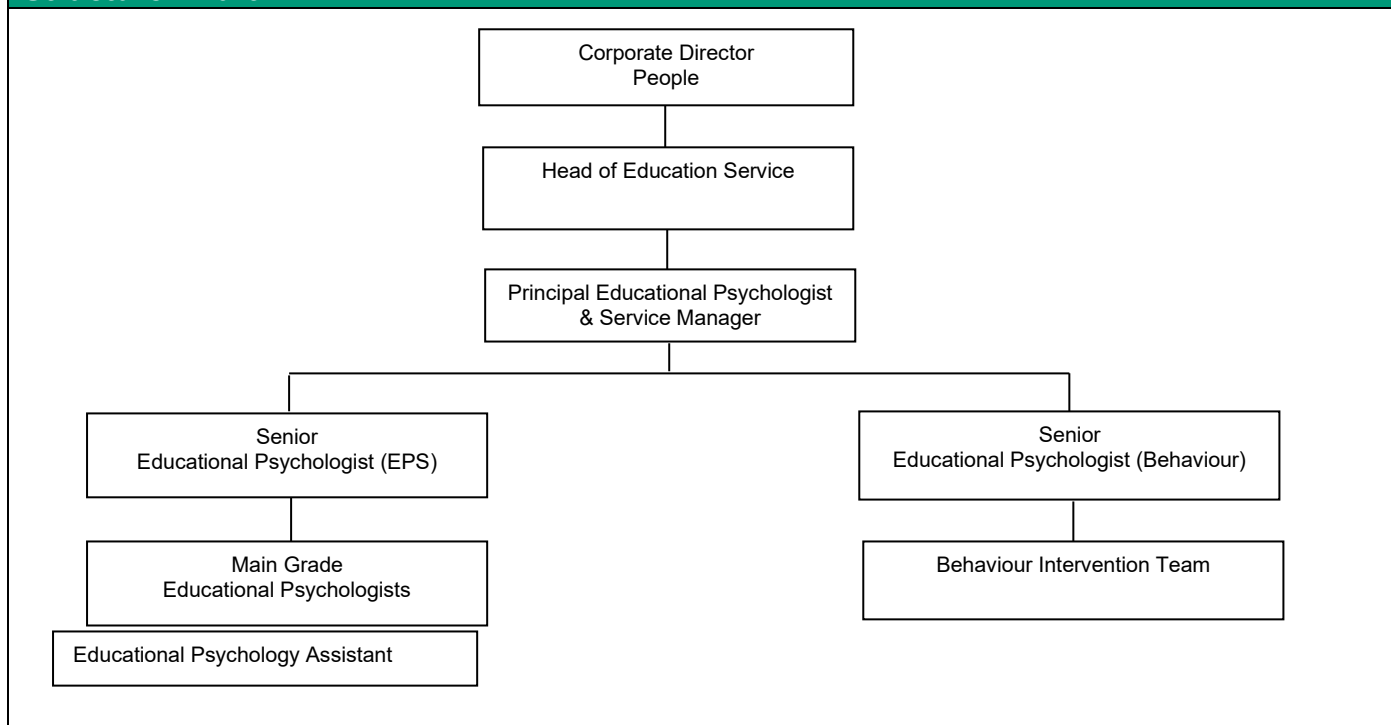 Corporate Director
People
Head of Education Service
Principal Educational Psychologist
& Service Manager
Senior
Educational Psychologist (EPS)
Senior
Educational Psychologist (Behaviour)
Main Grade
Educational Psychologists
Behaviour Intervention Team
Educational Psychology Assistant